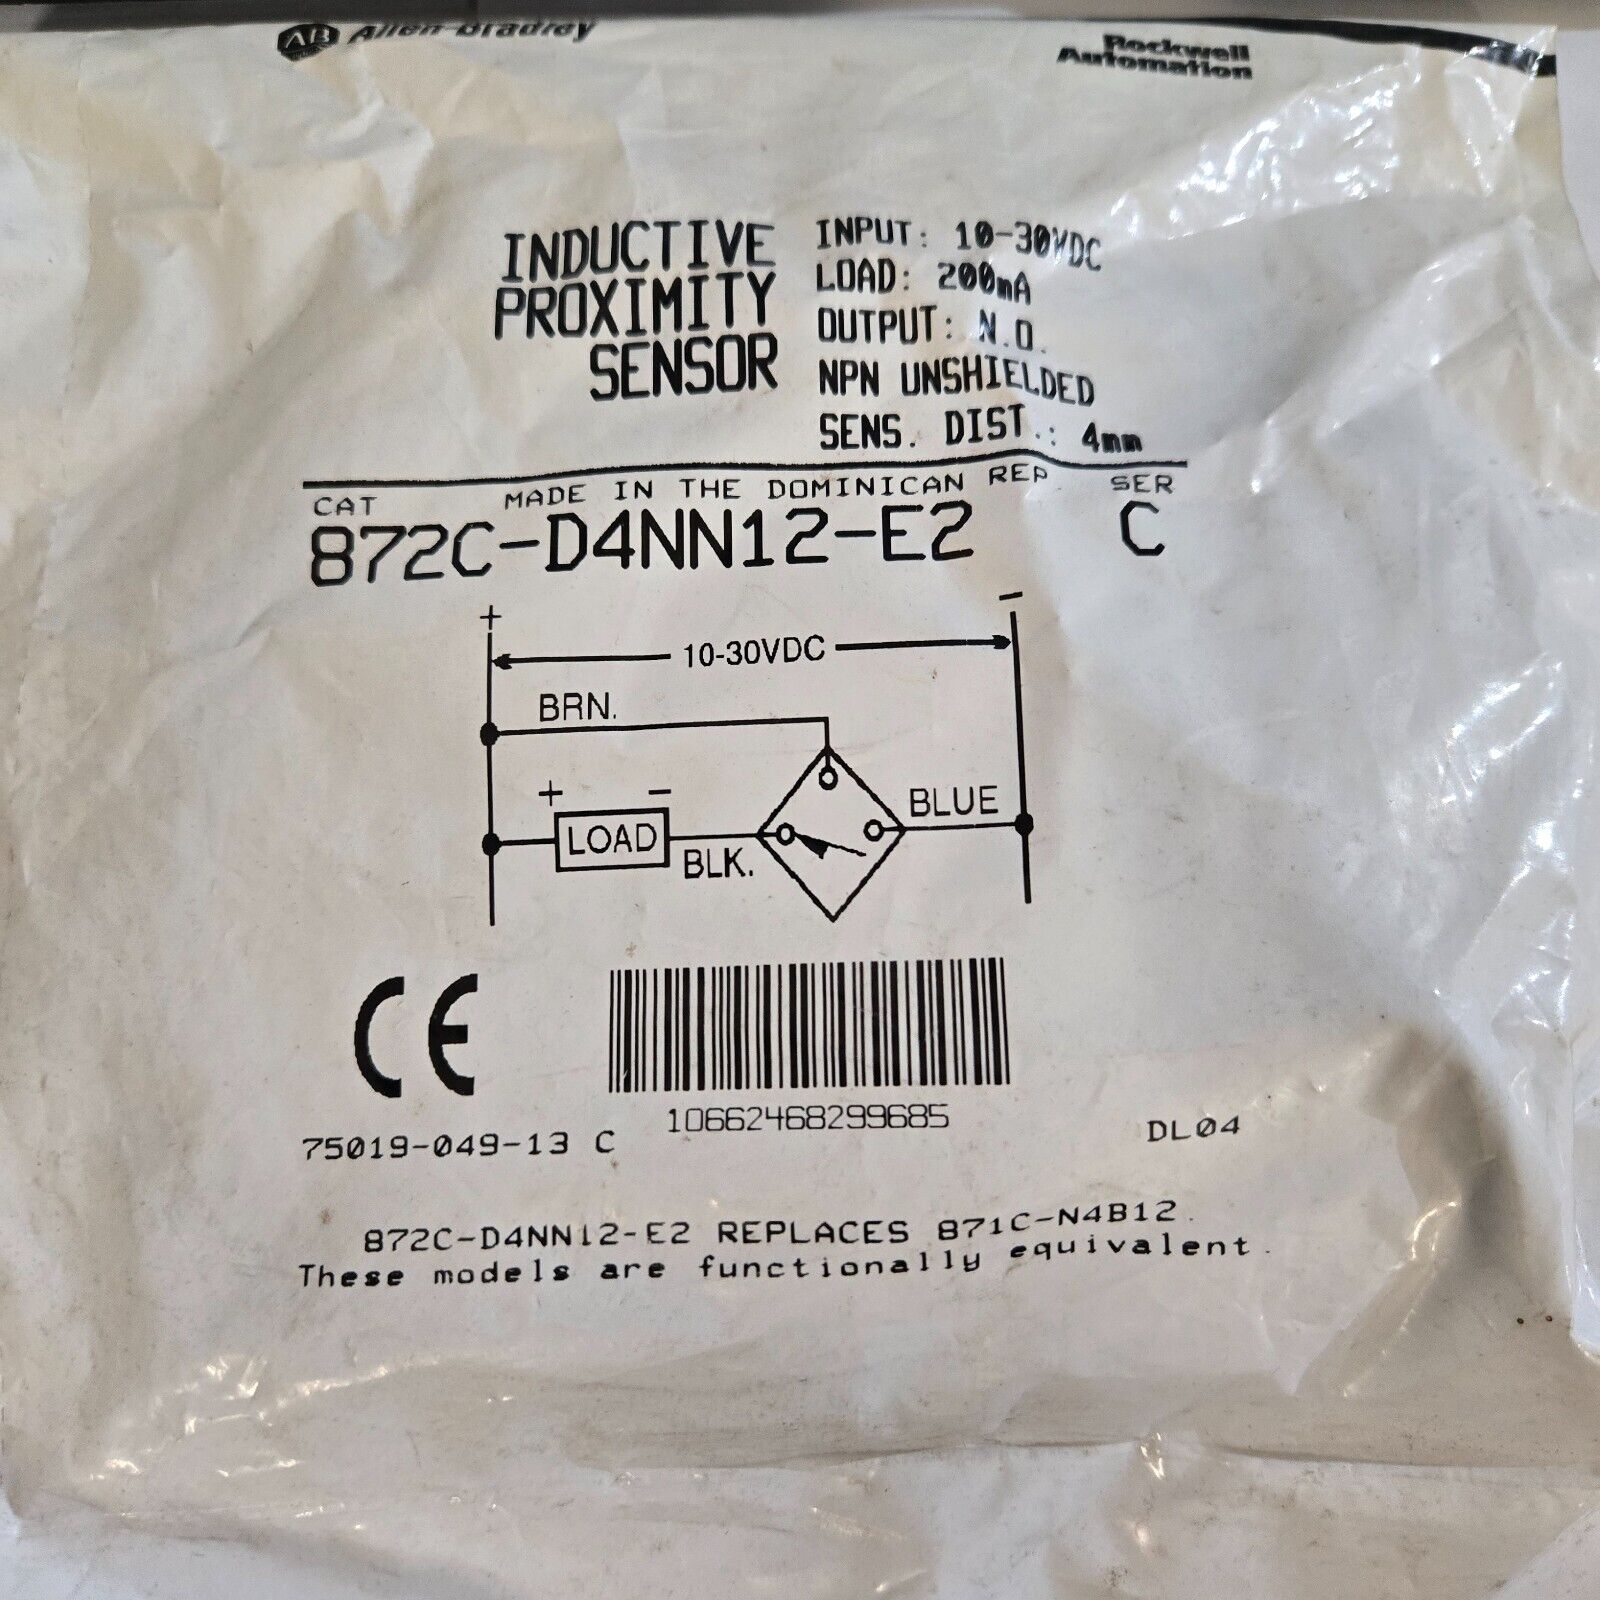 AB Allen-Bradley
Rockwell
Automation
INDUCTIVE
PROXIMITY
SENSOR
INPUT: 10-30VDC
LOAD: 200mA
OUTPUT: N.O.
NPN UNSHIELDED
SENS. DIST.: 4mm
CAT MADE IN THE DOMINICAN REP SER
872C-D4NN12-E2 C
+ −
10-30VDC
BRN.
+ −
LOAD
BLK.
BLUE
CE
10662468299685
75019-049-13 C
DL04
872C-D4NN12-E2 REPLACES 871C-N4B12.
These models are functionally equivalent.